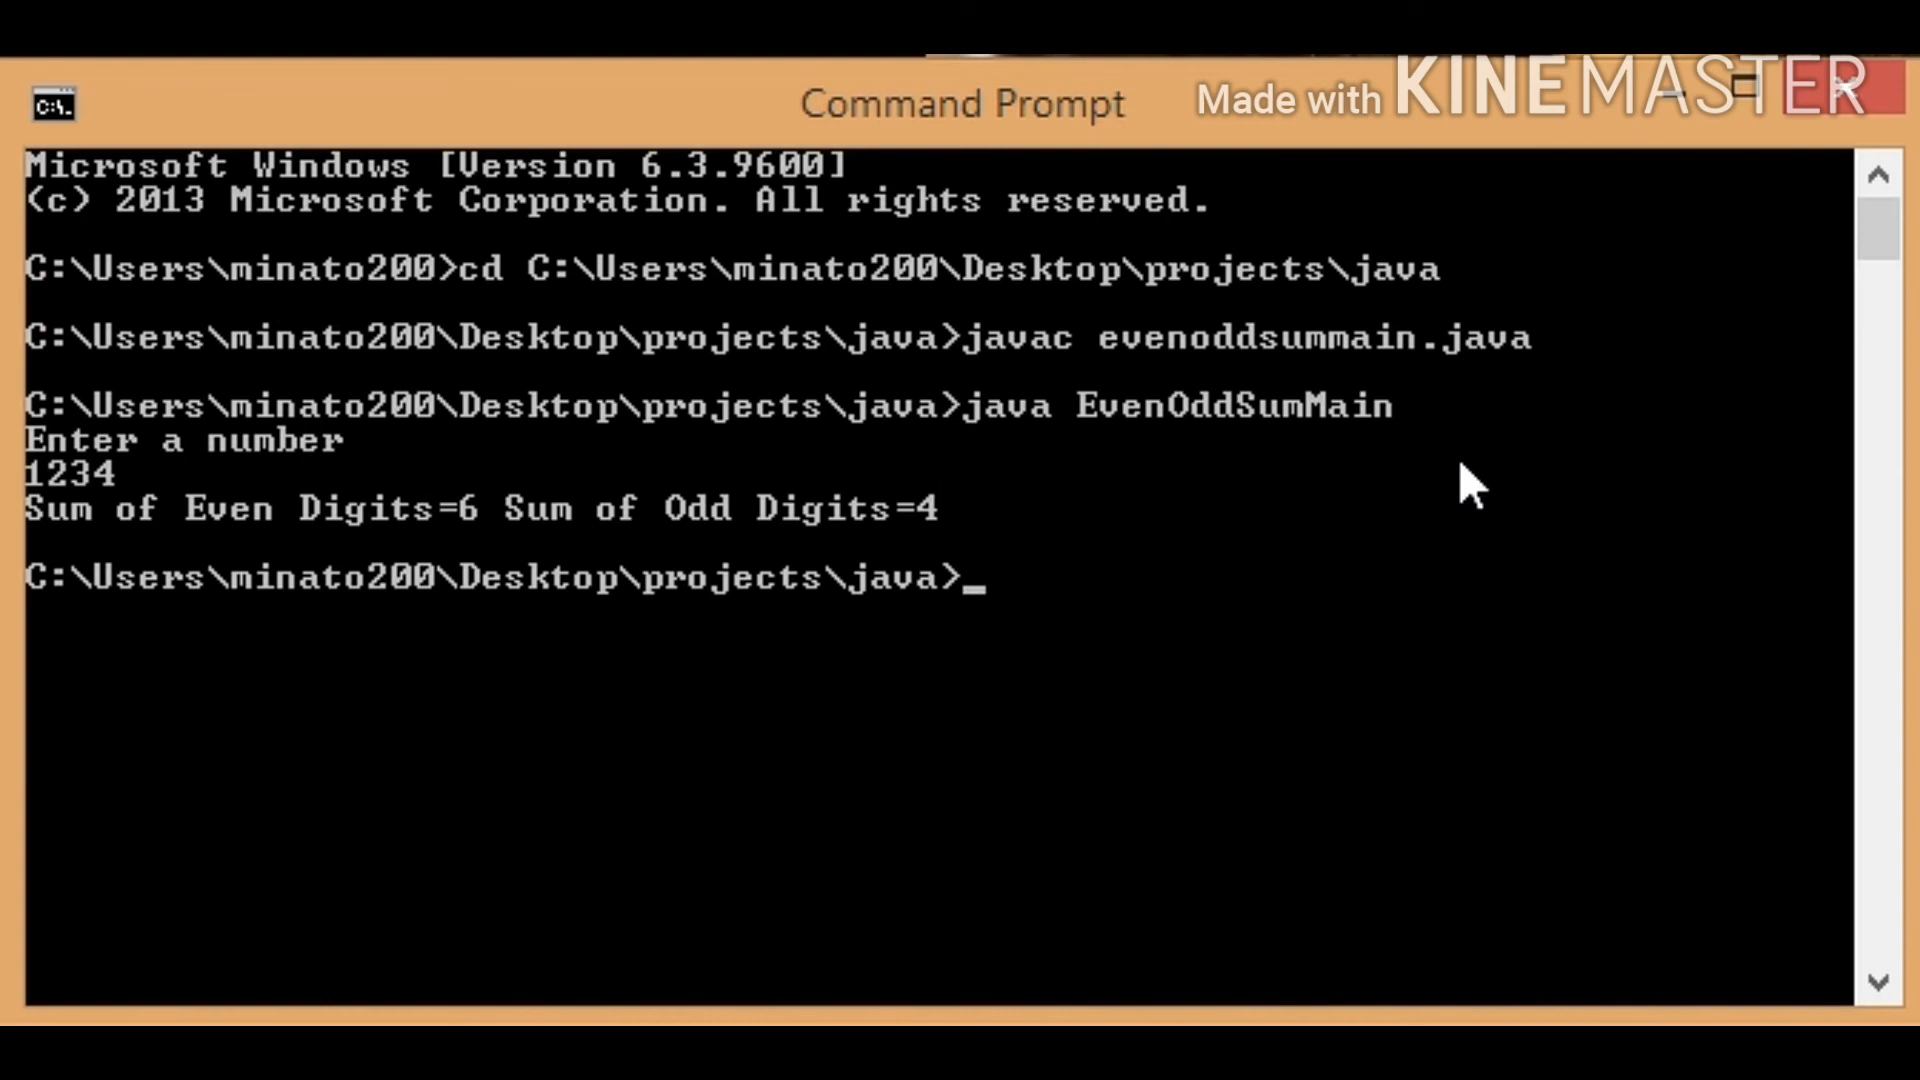 C:\.
Command Prompt
Made with KINEMASTER
Microsoft Windows [Version 6.3.9600]
(c) 2013 Microsoft Corporation. All rights reserved.
C:\Users\minato200>cd C:\Users\minato200\Desktop\projects\java
C:\Users\minato200\Desktop\projects\java>javac evenoddsummain.java
C:\Users\minato200\Desktop\projects\java>java EvenOddSumMain
Enter a number
1234
Sum of Even Digits=6 Sum of Odd Digits=4
C:\Users\minato200\Desktop\projects\java>_